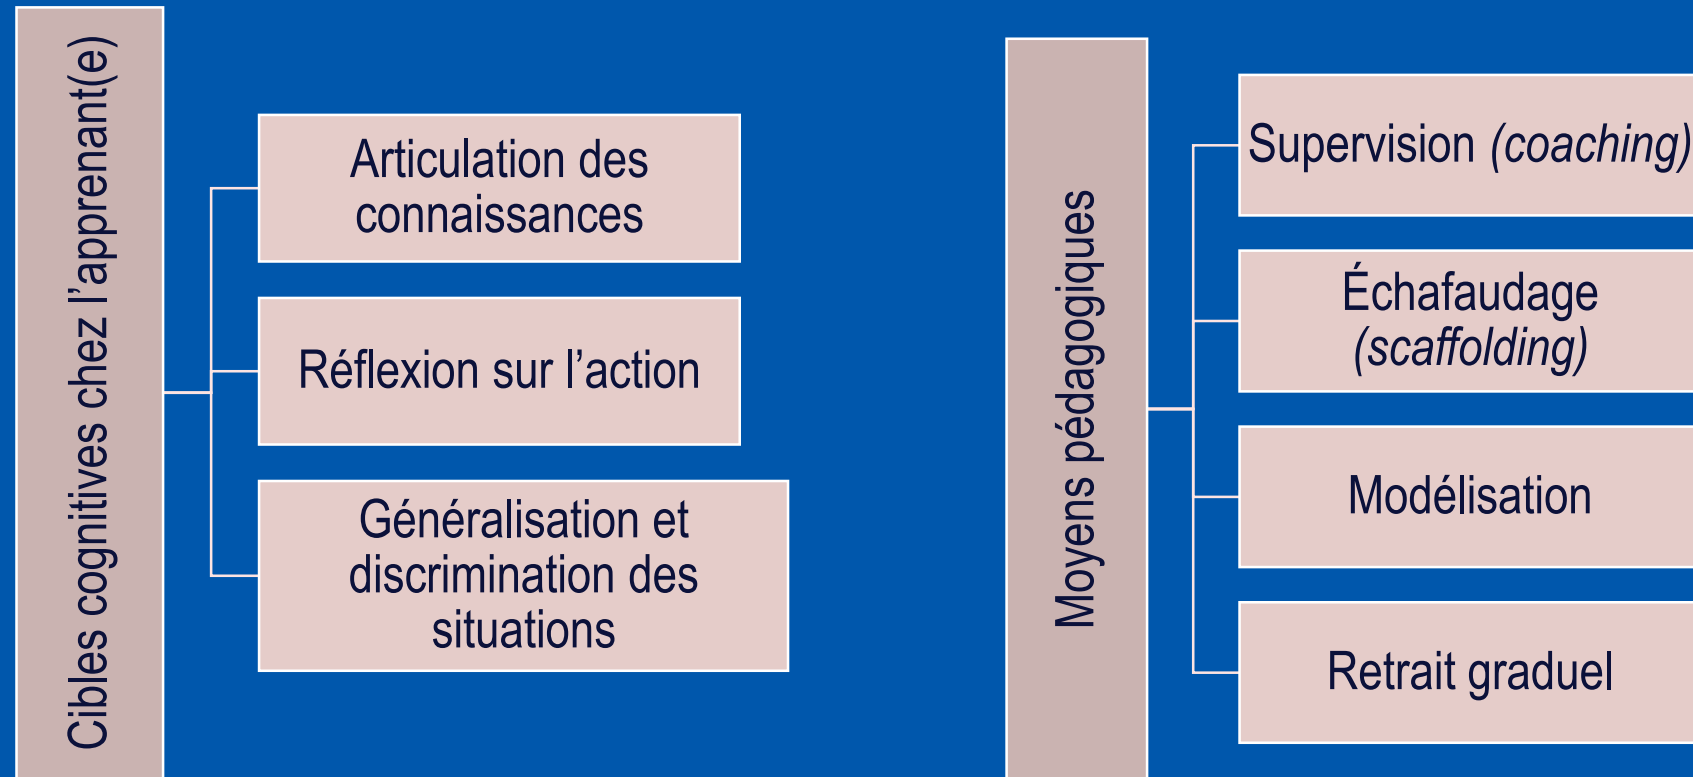 Cibles cognitives chez l’apprenant(e)
Articulation des
connaissances
Réflexion sur l’action
Généralisation et
discrimination des
situations
Moyens pédagogiques
Supervision (coaching)
Échafaudage
(scaffolding)
Modélisation
Retrait graduel